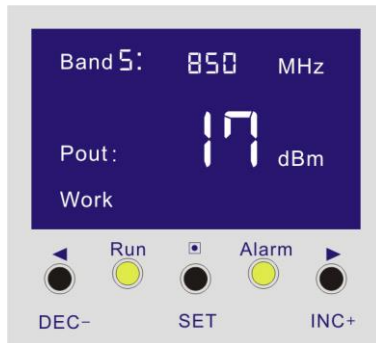 Band 5: 850 MHz
Pout: 17 dBm
Work
Run Alarm
DEC- SET INC+